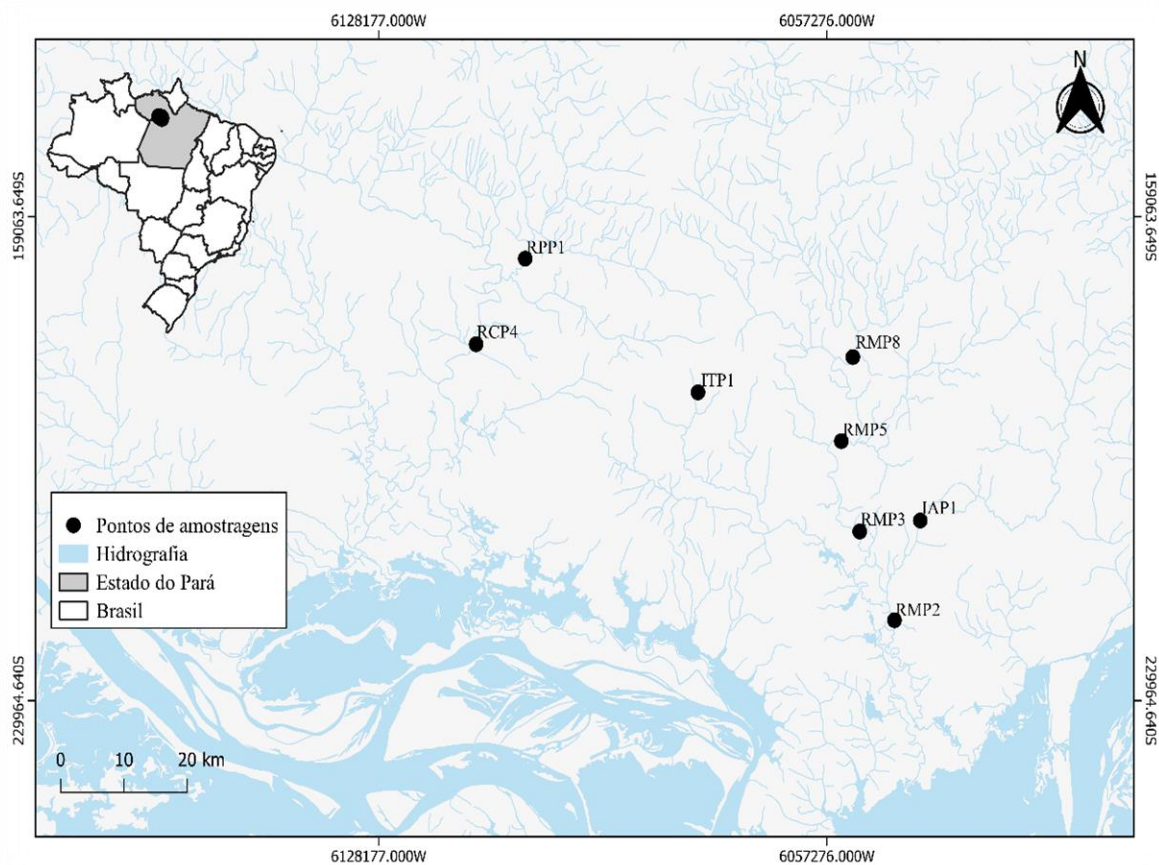 6128177.000W
6057276.000W
N
159063.649S
159063.649S
RPP1
RCP4
RMP8
ITP1
RMP5
Pontos de amostragens
Hidrografia
Estado do Pará
Brasil
RMP3
JAP1
RMP2
229964.640S
229964.640S
0 10 20 km
6128177.000W
6057276.000W